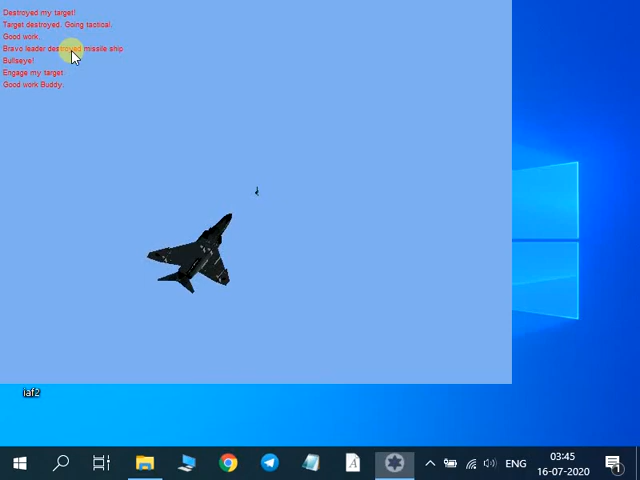 Destroyed my target!
Target destroyed. Going tactical.
Good work.
Bravo leader destroyed missile ship.
Bullseye!
Engage my target
Good work Buddy.
iaf2
A
ENG
03:45
16-07-2020
1